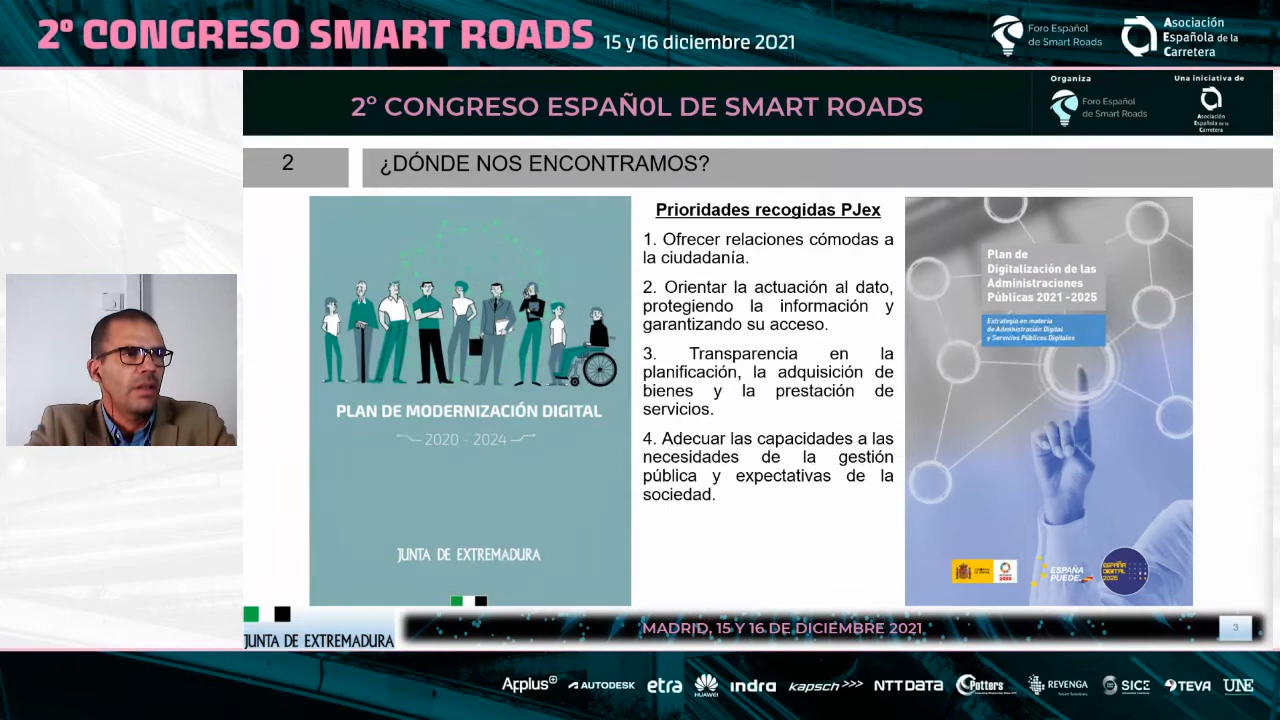 2º CONGRESO SMART ROADS 15 y 16 diciembre 2021
Foro Español
de Smart Roads
Asociación
Española de la
Carretera
2º CONGRESO ESPAÑ0L DE SMART ROADS
Organiza
Foro Español
de Smart Roads
Una iniciativa de
Asociación
Española de la
Carretera
2
¿DÓNDE NOS ENCONTRAMOS?
PLAN DE MODERNIZACIÓN DIGITAL
2020 - 2024
JUNTA DE EXTREMADURA
Prioridades recogidas PJex
1. Ofrecer relaciones cómodas a
la ciudadanía.
2. Orientar la actuación al dato,
protegiendo la información y
garantizando su acceso.
3. Transparencia en la
planificación, la adquisición de
bienes y la prestación de
servicios.
4. Adecuar las capacidades a las
necesidades de la gestión
pública y expectativas de la
sociedad.
Plan de
Digitalización de las
Administraciones
Públicas 2021 -2025
Estrategia en materia
de Administración Digital
y Servicios Públicos Digitales
ESPAÑA
PUEDE
ESPAÑA
DIGITAL
JUNTA DE EXTREMADURA
MADRID, 15 Y 16 DE DICIEMBRE 2021
3
Applus+
AUTODESK
etra
HUAWEI
indra
kapsch >>>
NTT DATA
Potters
REVENGA
SICE
TEVA
UNE